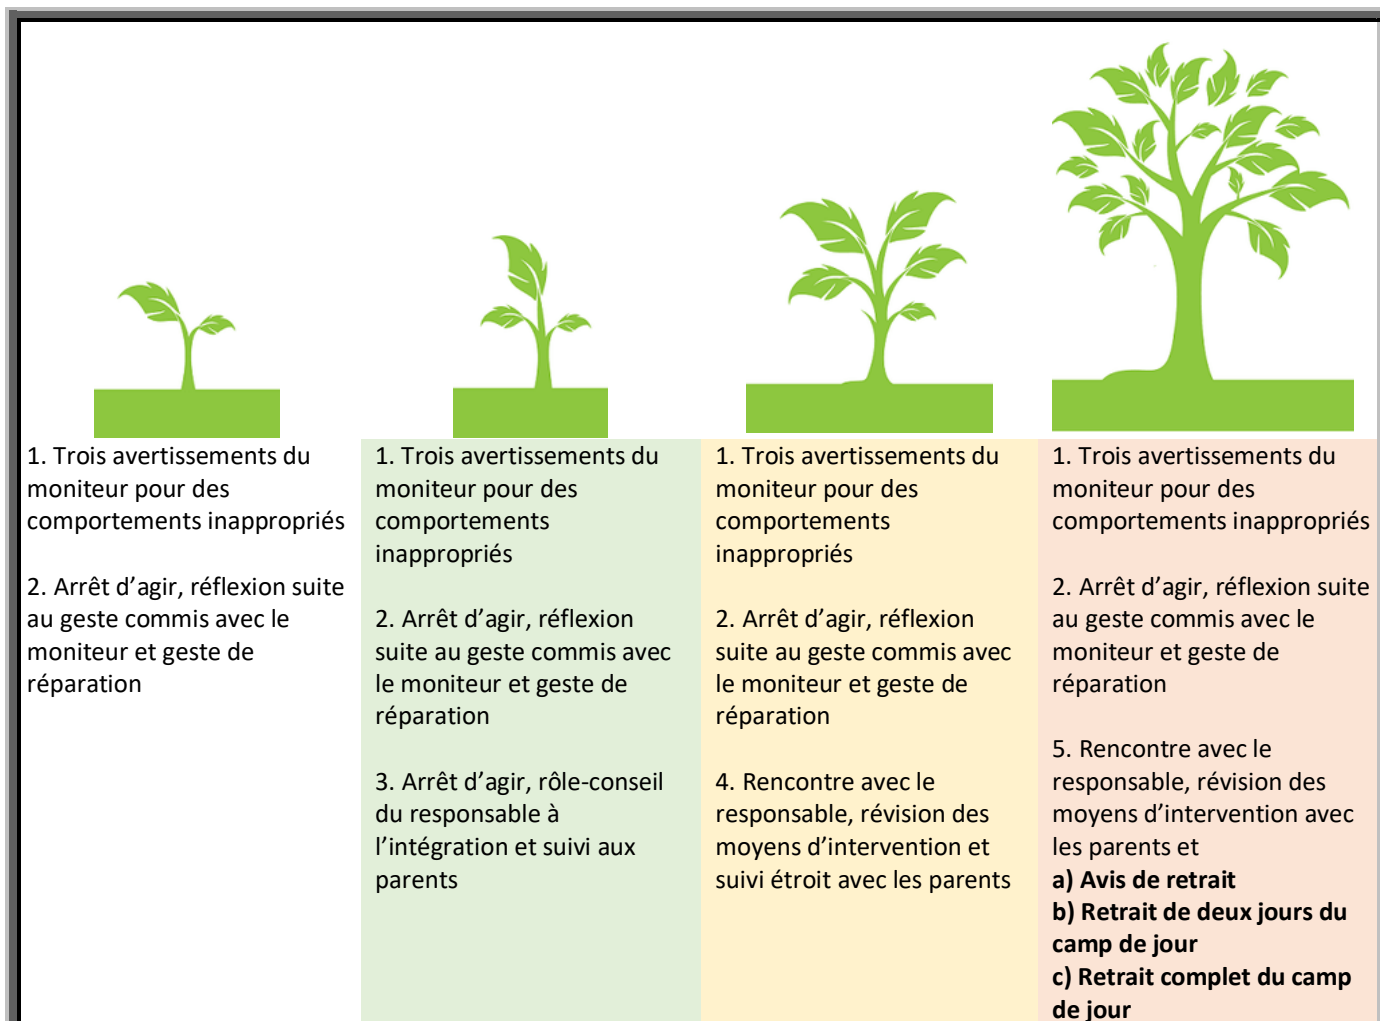 1. Trois avertissements du
moniteur pour des
comportements inappropriés
2. Arrêt d’agir, réflexion suite
au geste commis avec le
moniteur et geste de
réparation
1. Trois avertissements du
moniteur pour des
comportements
inappropriés
2. Arrêt d’agir, réflexion
suite au geste commis avec
le moniteur et geste de
réparation
3. Arrêt d’agir, rôle-conseil
du responsable à
l’intégration et suivi aux
parents
1. Trois avertissements du
moniteur pour des
comportements
inappropriés
2. Arrêt d’agir, réflexion
suite au geste commis avec
le moniteur et geste de
réparation
4. Rencontre avec le
responsable, révision des
moyens d’intervention et
suivi étroit avec les parents
1. Trois avertissements du
moniteur pour des
comportements inappropriés
2. Arrêt d’agir, réflexion suite
au geste commis avec le
moniteur et geste de
réparation
5. Rencontre avec le
responsable, révision des
moyens d’intervention avec
les parents et
a) Avis de retrait
b) Retrait de deux jours du
camp de jour
c) Retrait complet du camp
de jour